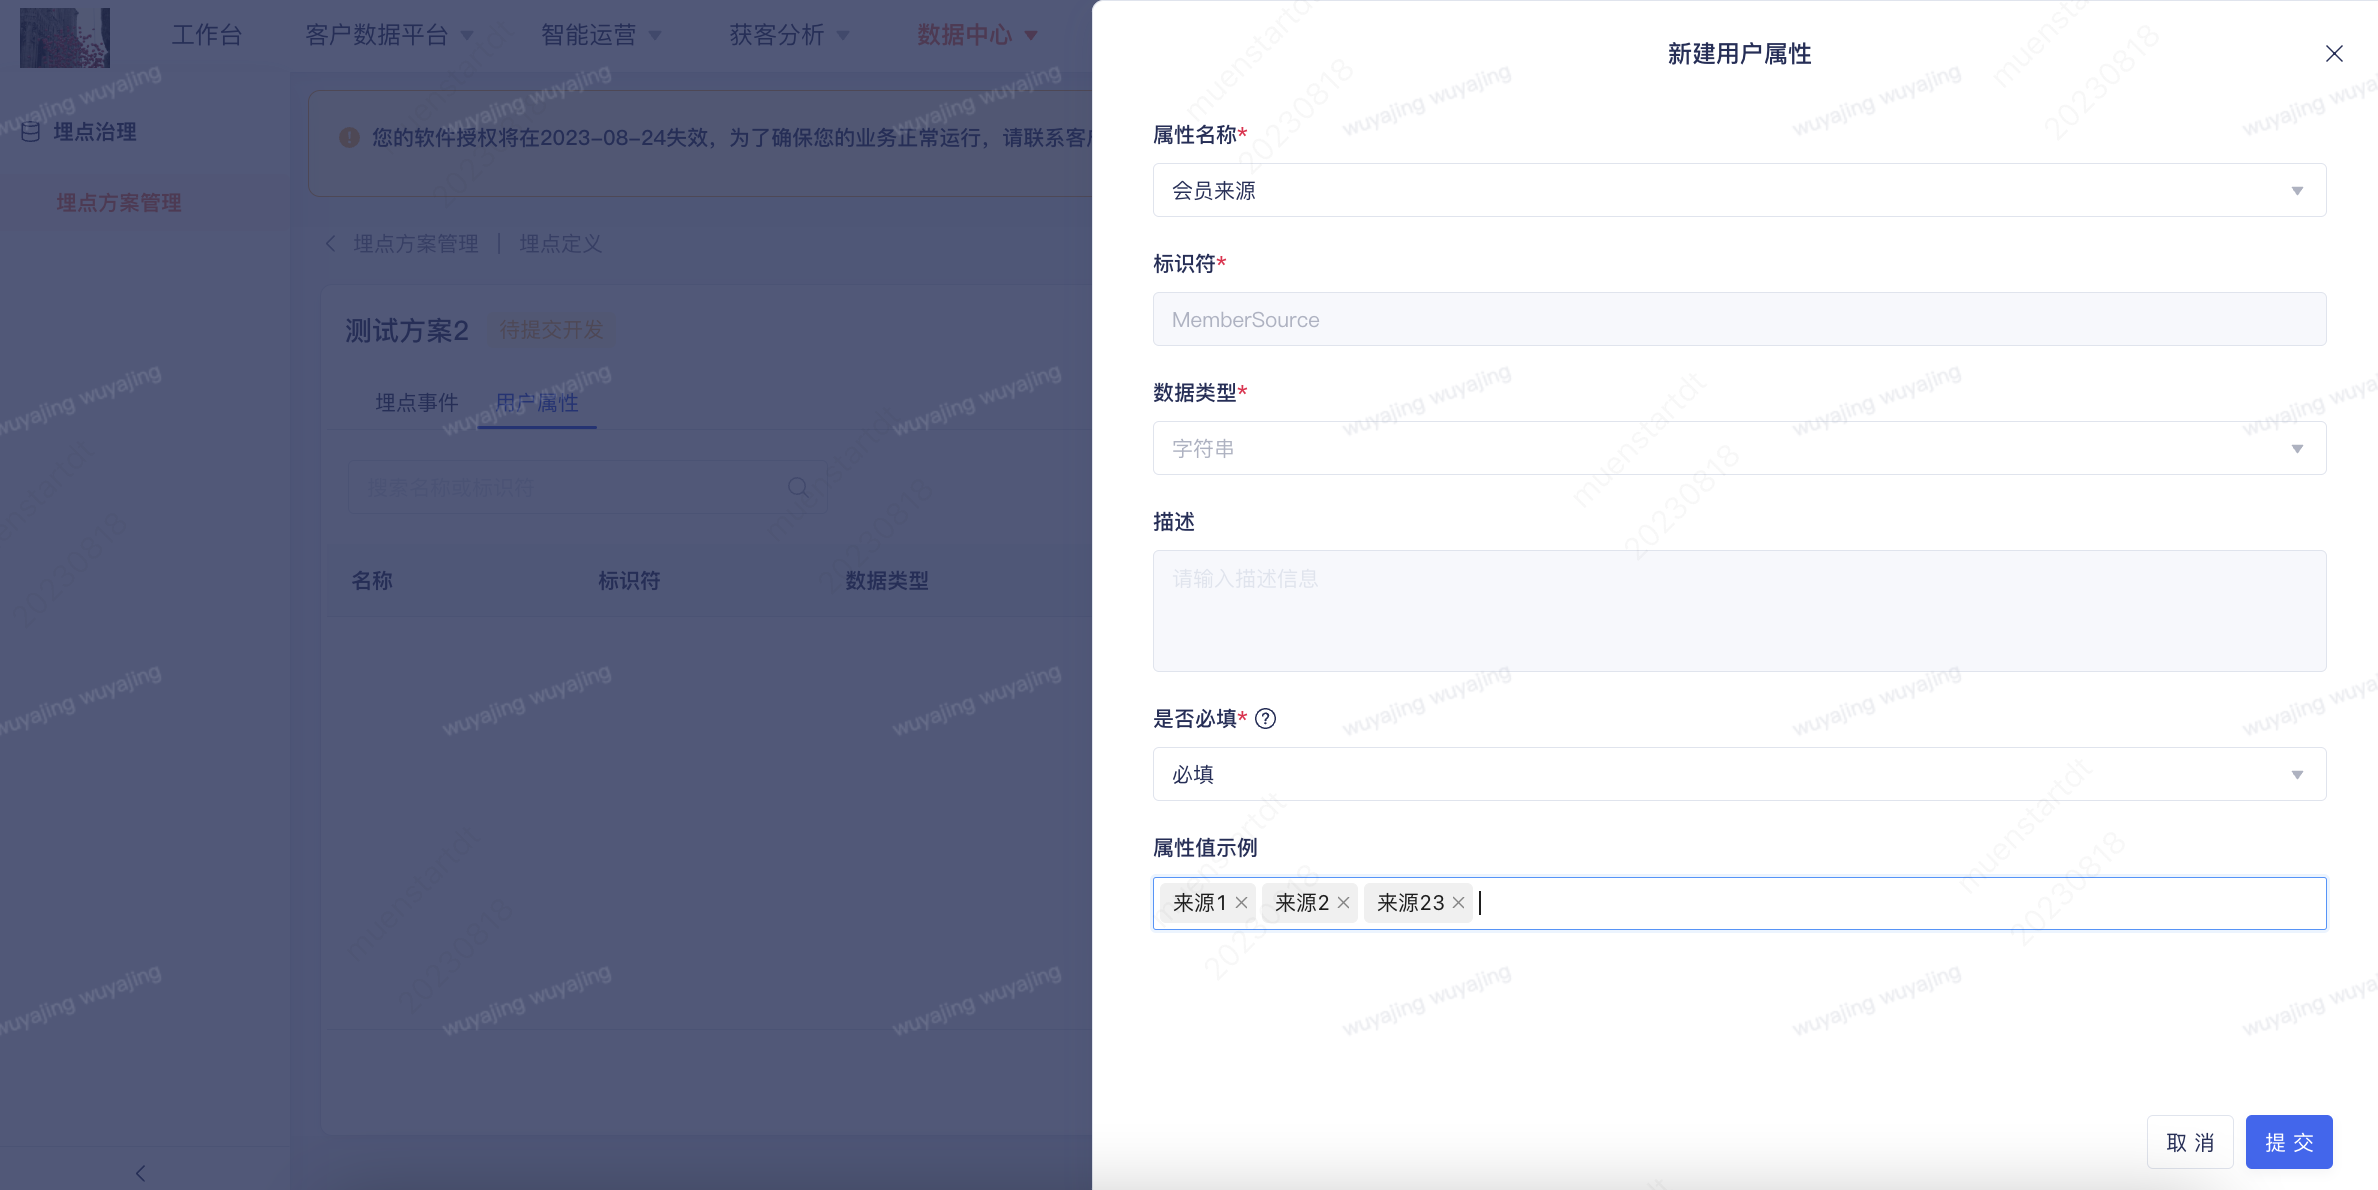 工作台
客户数据平台
智能运营
获客分析
数据中心
埋点治理
埋点方案管理
您的软件授权将在2023-08-24失效，为了确保您的业务正常运行，请联系客
埋点方案管理 | 埋点定义
测试方案2 待提交开发
埋点事件 用户属性
搜索名称或标识符
名称 标识符 数据类型
新建用户属性
属性名称*
会员来源
标识符*
MemberSource
数据类型*
字符串
描述
请输入描述信息
是否必填*
必填
属性值示例
来源1 来源2 来源23
取 消 提 交
wuyajing wuyajing
muenstartdt
20230818